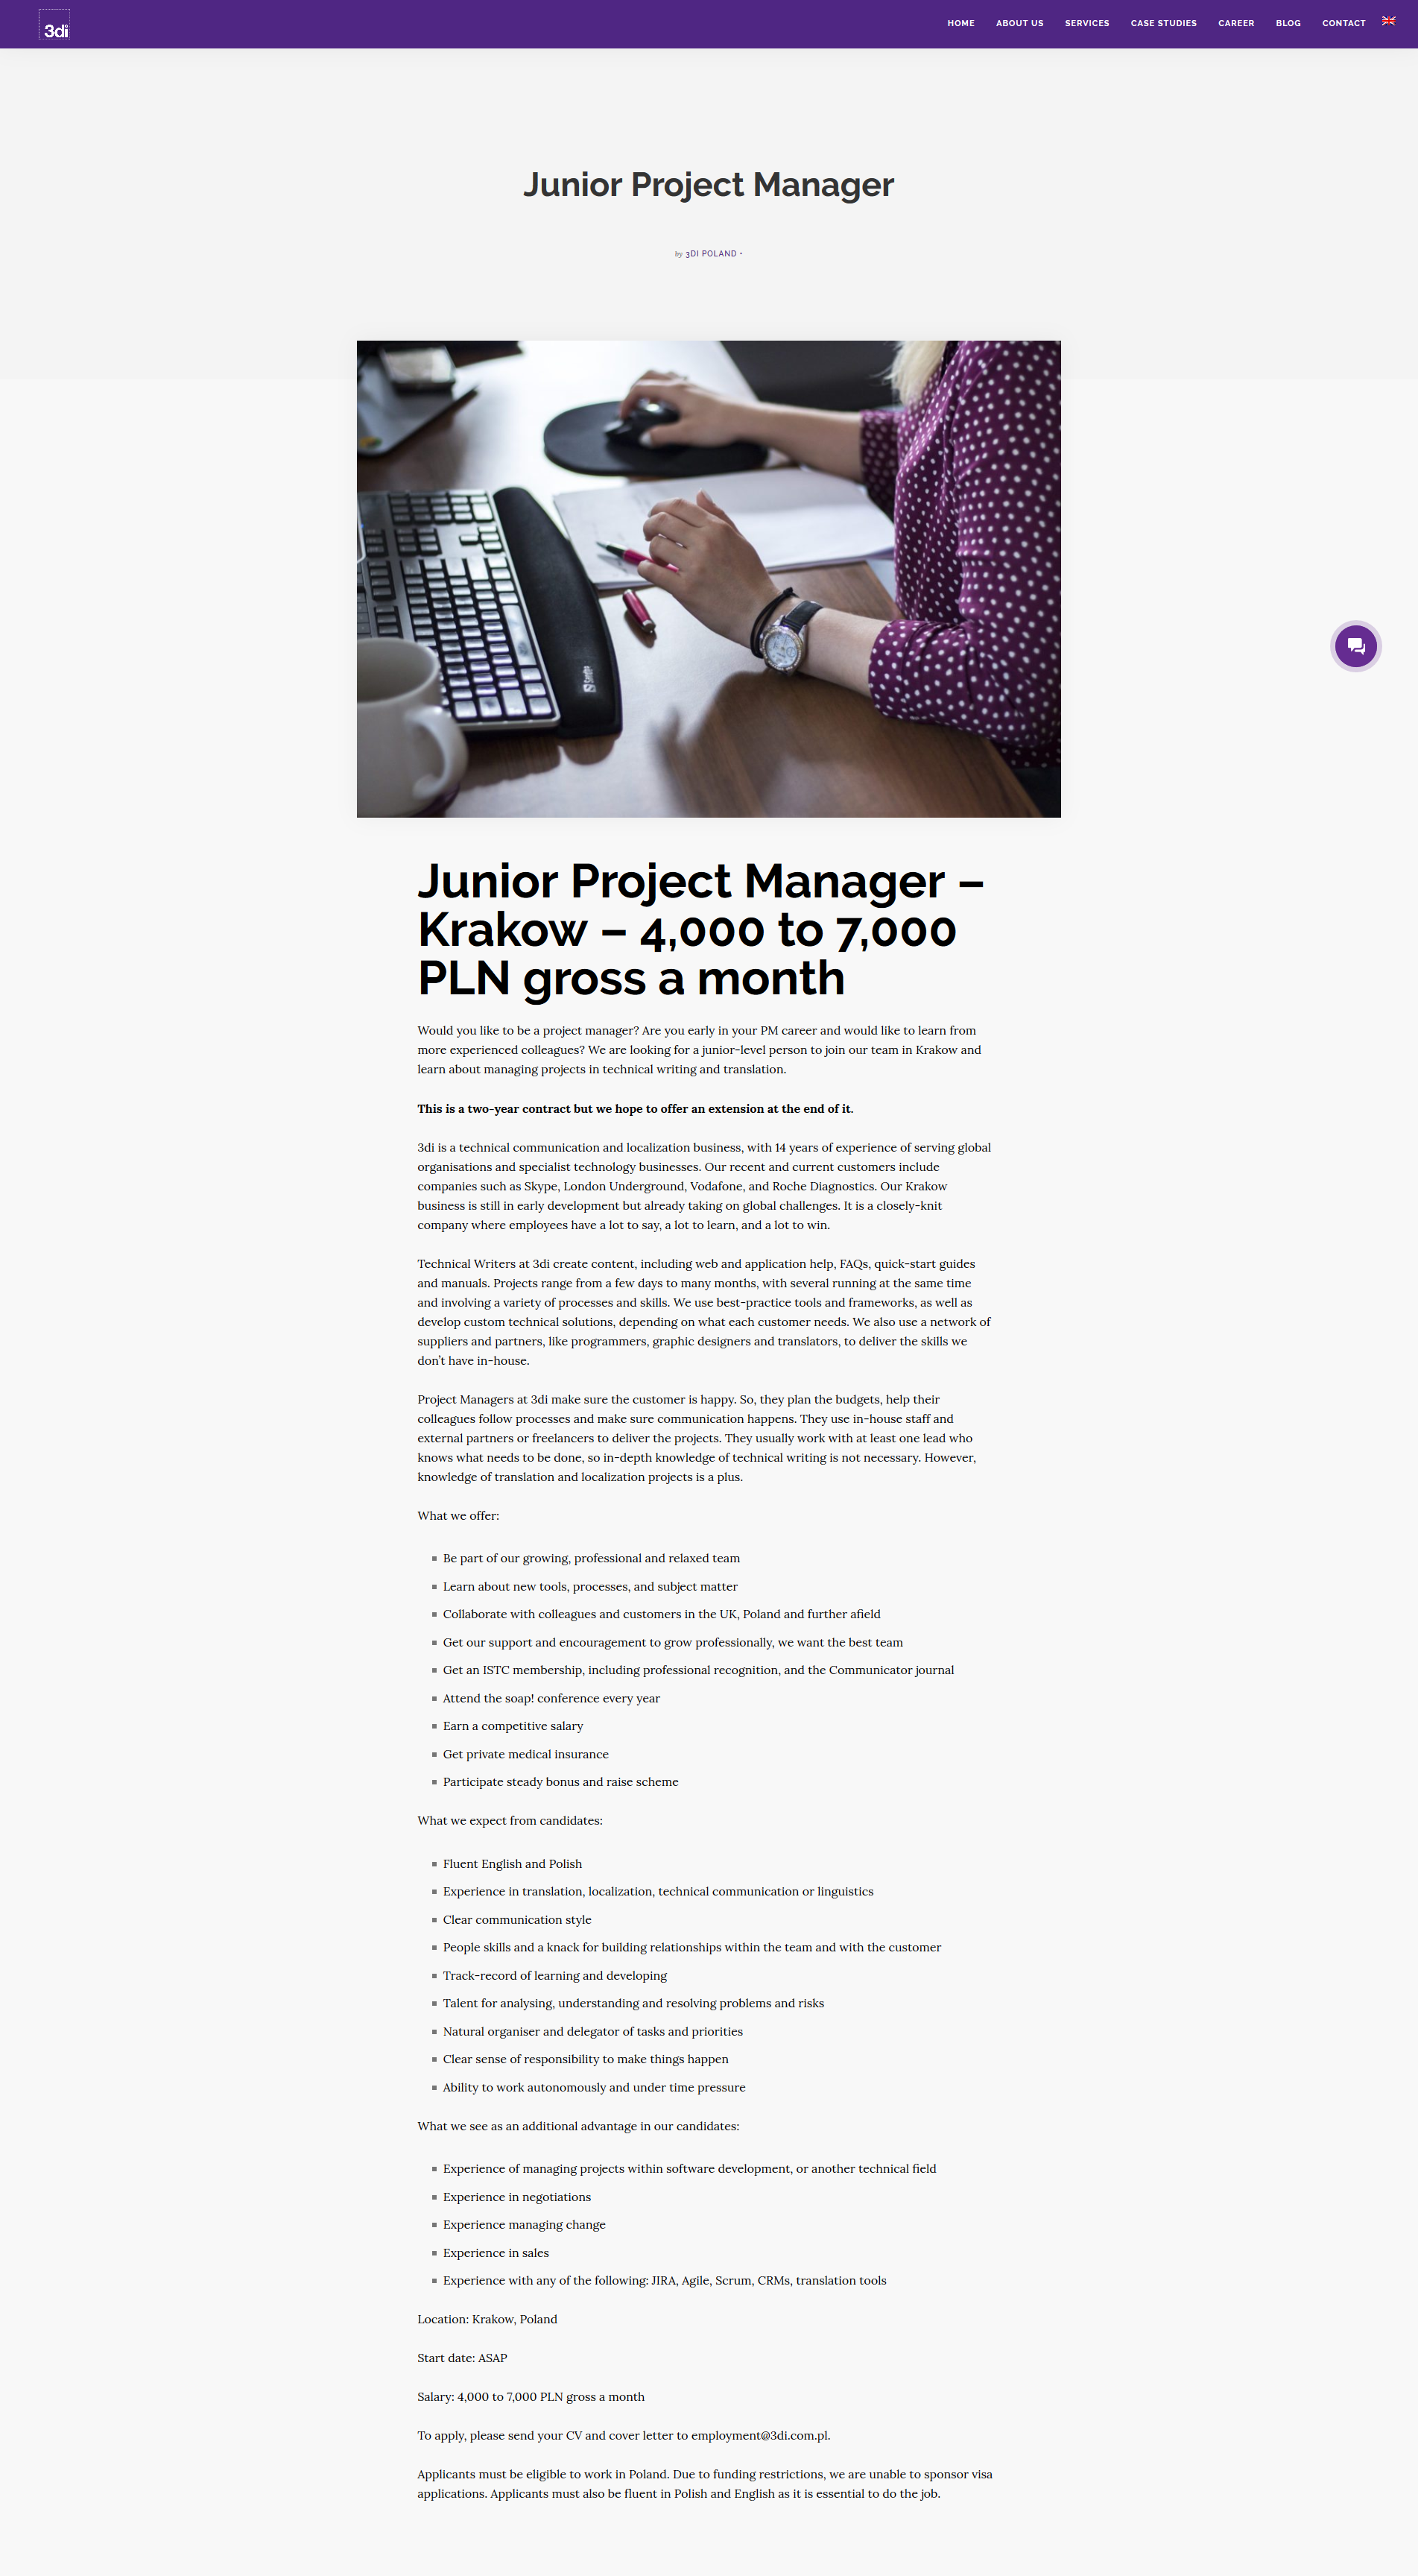 3di
HOME ABOUT US SERVICES CASE STUDIES CAREER BLOG CONTACT
Junior Project Manager
by 3DI POLAND •
Junior Project Manager –
Krakow – 4,000 to 7,000
PLN gross a month
Would you like to be a project manager? Are you early in your PM career and would like to learn from
more experienced colleagues? We are looking for a junior-level person to join our team in Krakow and
learn about managing projects in technical writing and translation.
This is a two-year contract but we hope to offer an extension at the end of it.
3di is a technical communication and localization business, with 14 years of experience of serving global
organisations and specialist technology businesses. Our recent and current customers include
companies such as Skype, London Underground, Vodafone, and Roche Diagnostics. Our Krakow
business is still in early development but already taking on global challenges. It is a closely-knit
company where employees have a lot to say, a lot to learn, and a lot to win.
Technical Writers at 3di create content, including web and application help, FAQs, quick-start guides
and manuals. Projects range from a few days to many months, with several running at the same time
and involving a variety of processes and skills. We use best-practice tools and frameworks, as well as
develop custom technical solutions, depending on what each customer needs. We also use a network of
suppliers and partners, like programmers, graphic designers and translators, to deliver the skills we
don’t have in-house.
Project Managers at 3di make sure the customer is happy. So, they plan the budgets, help their
colleagues follow processes and make sure communication happens. They use in-house staff and
external partners or freelancers to deliver the projects. They usually work with at least one lead who
knows what needs to be done, so in-depth knowledge of technical writing is not necessary. However,
knowledge of translation and localization projects is a plus.
What we offer:
▪ Be part of our growing, professional and relaxed team
▪ Learn about new tools, processes, and subject matter
▪ Collaborate with colleagues and customers in the UK, Poland and further afield
▪ Get our support and encouragement to grow professionally, we want the best team
▪ Get an ISTC membership, including professional recognition, and the Communicator journal
▪ Attend the soap! conference every year
▪ Earn a competitive salary
▪ Get private medical insurance
▪ Participate steady bonus and raise scheme
What we expect from candidates:
▪ Fluent English and Polish
▪ Experience in translation, localization, technical communication or linguistics
▪ Clear communication style
▪ People skills and a knack for building relationships within the team and with the customer
▪ Track-record of learning and developing
▪ Talent for analysing, understanding and resolving problems and risks
▪ Natural organiser and delegator of tasks and priorities
▪ Clear sense of responsibility to make things happen
▪ Ability to work autonomously and under time pressure
What we see as an additional advantage in our candidates:
▪ Experience of managing projects within software development, or another technical field
▪ Experience in negotiations
▪ Experience managing change
▪ Experience in sales
▪ Experience with any of the following: JIRA, Agile, Scrum, CRMs, translation tools
Location: Krakow, Poland
Start date: ASAP
Salary: 4,000 to 7,000 PLN gross a month
To apply, please send your CV and cover letter to employment@3di.com.pl.
Applicants must be eligible to work in Poland. Due to funding restrictions, we are unable to sponsor visa
applications. Applicants must also be fluent in Polish and English as it is essential to do the job.